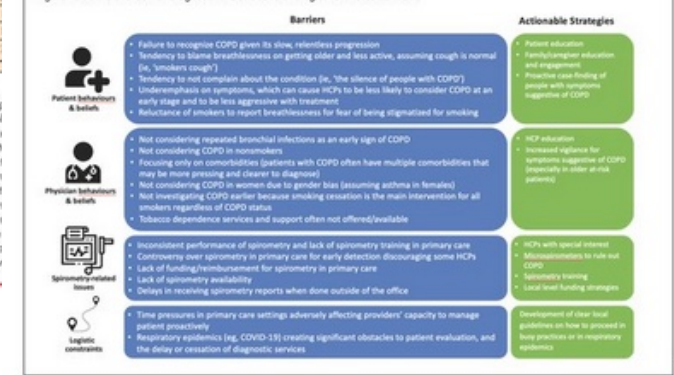 Barriers
Actionable Strategies
Patient behaviours
& beliefs
• Failure to recognize COPD given its slow, relentless progression
• Tendency to blame breathlessness on getting older and less active, assuming cough is normal
(ie, 'smokers cough')
• Tendency to not complain about the condition (ie, 'the silence of people with COPD')
• Underemphasis on symptoms, which can cause HCPs to be less likely to consider COPD at an
early stage and to be less aggressive with treatment
• Reluctance of smokers to report breathlessness for fear of being stigmatized for smoking
• Patient education
• Family/caregiver education
and engagement
• Proactive case-finding of
people with symptoms
suggestive of COPD
Physician behaviours
& beliefs
• Not considering repeated bronchial infections as an early sign of COPD
• Not considering COPD in nonsmokers
• Focusing only on comorbidities (patients with COPD often have multiple comorbidities that
may be more pressing and clearer to diagnose)
• Not considering COPD in women due to gender bias (assuming asthma in females)
• Not investigating COPD earlier because smoking cessation is the main intervention for all
smokers regardless of COPD status
• Tobacco dependence services and support often not offered/available
• HCP education
• Increased vigilance for
symptoms suggestive of COPD
(especially in older at-risk
patients)
Spirometry-related
issues
• Inconsistent performance of spirometry and lack of spirometry training in primary care
• Controversy over spirometry in primary care for early detection discouraging some HCPs
• Lack of funding/reimbursement for spirometry in primary care
• Lack of spirometry availability
• Delays in receiving spirometry reports when done outside of the office
• HCPs with special interest
• Microspirometers to rule out
COPD
• Spirometry training
• Local level funding strategies
Logistic
constraints
• Time pressures in primary care settings adversely affecting providers' capacity to manage
patient proactively
• Respiratory epidemics (eg, COVID-19) creating significant obstacles to patient evaluation, and
the delay or cessation of diagnostic services
Development of clear local
guidelines on how to proceed in
busy practices or in respiratory
epidemics